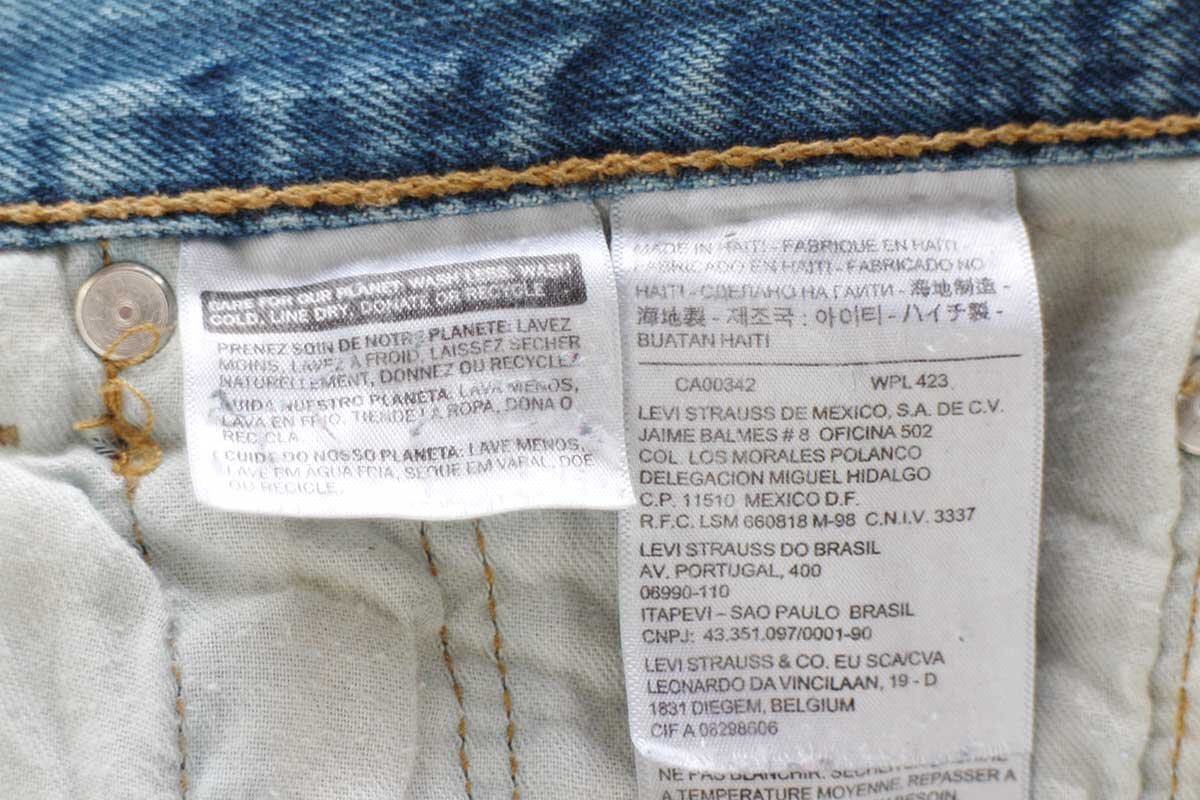 CARE FOR OUR PLANET: WASH LESS, WASH
COLD, LINE DRY, DONATE OR RECYCLE
PRENEZ SOIN DE NOTRE PLANETE: LAVEZ
MOINS, LAVEZ A FROID, LAISSEZ SECHER
NATURELLEMENT, DONNEZ OU RECYCLEZ
CUIDA NUESTRO PLANETA: LAVA MENOS,
LAVA EN FRIO, TIENDE LA ROPA, DONA O
RECICLA
CUIDE DO NOSSO PLANETA: LAVE MENOS,
LAVE EM AGUA FRIA, SEQUE EM VARAL, DOE
OU RECICLE.
MADE IN HAITI - FABRIQUE EN HAITI -
FABRICADO EN HAITI - FABRICADO NO
HAITI - СДЕЛАНО НА ГАИТИ - 海地制造 -
海地製 - 제조국 : 아이티 - ハイチ製 -
BUATAN HAITI
CA00342 WPL 423
LEVI STRAUSS DE MEXICO, S.A. DE C.V.
JAIME BALMES # 8 OFICINA 502
COL. LOS MORALES POLANCO
DELEGACION MIGUEL HIDALGO
C.P. 11510 MEXICO D.F.
R.F.C. LSM 660818 M-98 C.N.I.V. 3337
LEVI STRAUSS DO BRASIL
AV. PORTUGAL, 400
06990-110
ITAPEVI - SAO PAULO BRASIL
CNPJ: 43.351.097/0001-90
LEVI STRAUSS & CO. EU SCA/CVA
LEONARDO DA VINCILAAN, 19 - D
1831 DIEGEM, BELGIUM
CIF A 08298606
NE PAS BLANCHIR. SECHER
A TEMPERATURE MOYENNE. REPASSER A
BESOIN